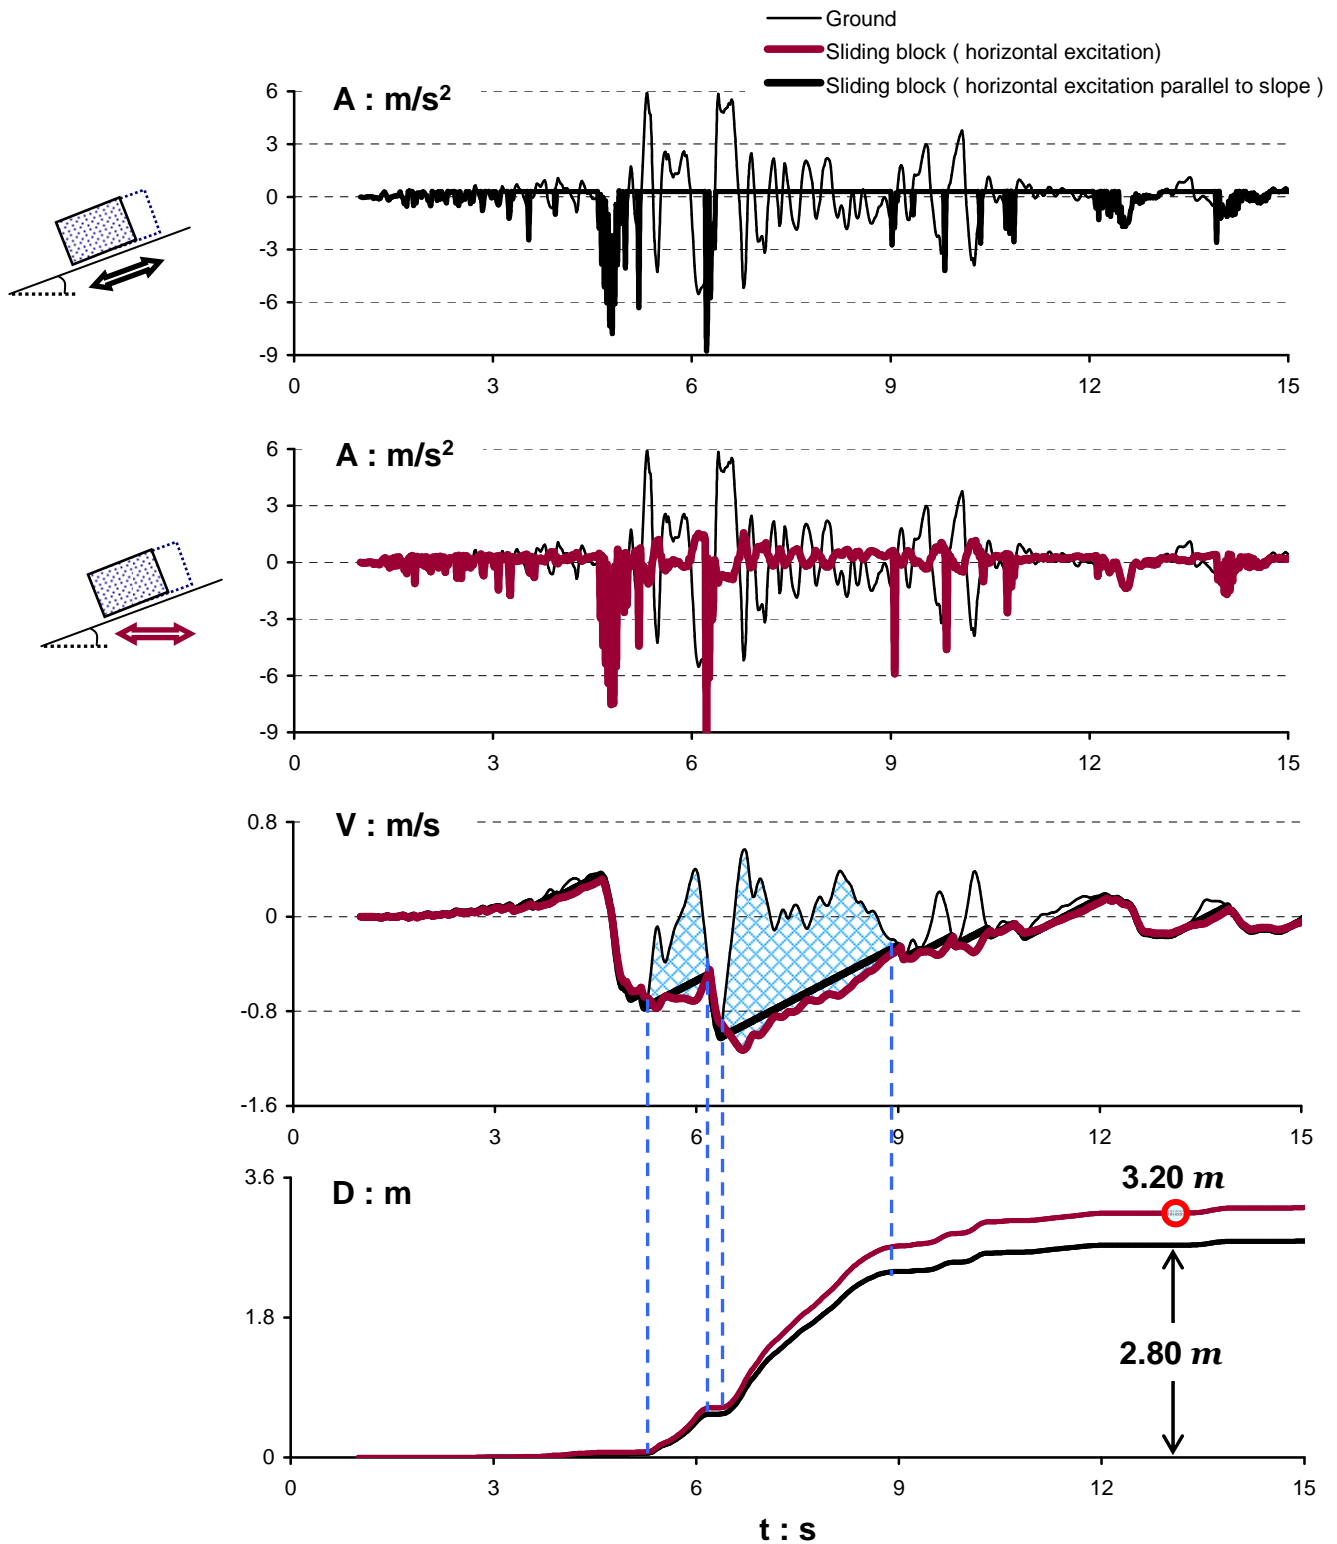 Ground
Sliding block ( horizontal excitation)
Sliding block ( horizontal excitation parallel to slope )
A : m/s²
6
3
0
-3
-6
-9
0 3 6 9 12 15
A : m/s²
6
3
0
-3
-6
-9
0 3 6 9 12 15
V : m/s
0.8
0
-0.8
-1.6
0 3 6 9 12 15
D : m
3.6
1.8
0
3.20 m
2.80 m
0 3 6 9 12 15
t : s